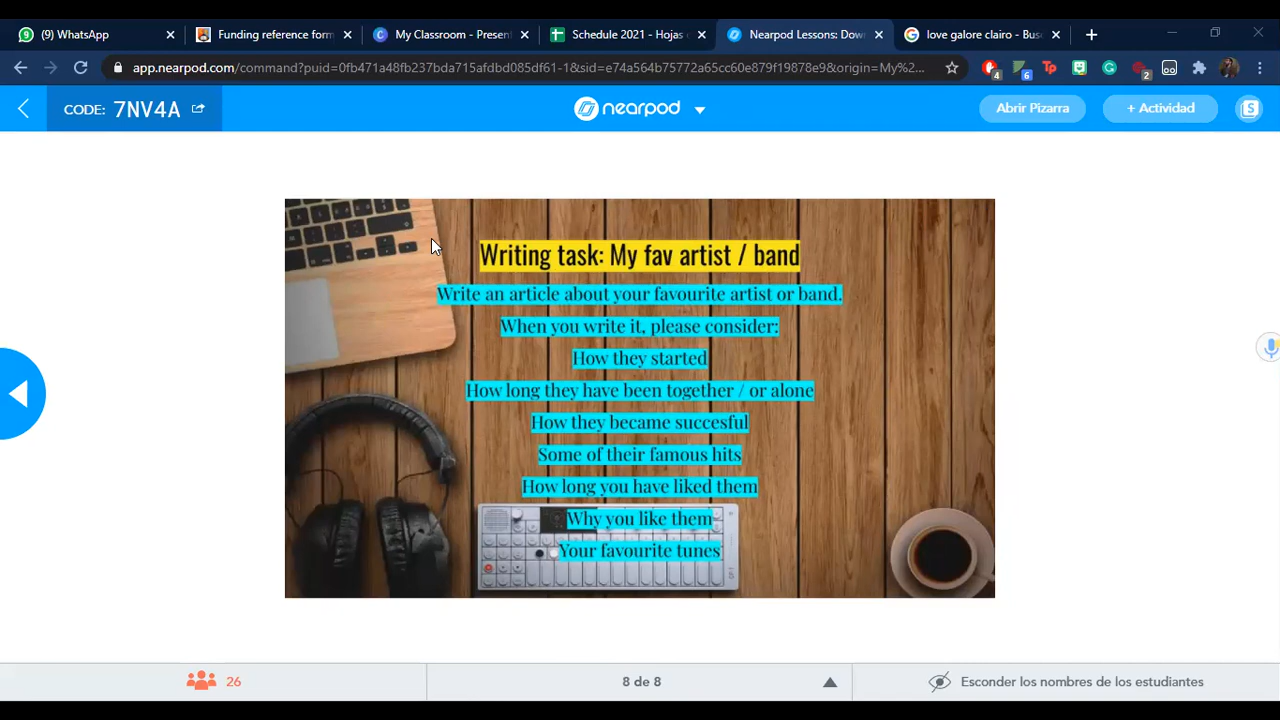 (9) WhatsApp
Funding reference form
My Classroom - Present
Schedule 2021 - Hojas
Nearpod Lessons: Dow
love galore clairo - Bus
app.nearpod.com/command?puid=0fb471a48fb237bda715afdbd085df61-1&sid=e74a564b75772a65cc60e879f19878e9&origin=My%2...
4
6
Tp
2
CODE: 7NV4A
nearpod
Abrir Pizarra
+ Actividad
S
Writing task: My fav artist / band
Write an article about your favourite artist or band.
When you write it, please consider:
How they started
How long they have been together / or alone
How they became succesful
Some of their famous hits
How long you have liked them
Why you like them
Your favourite tunes
26
8 de 8
Esconder los nombres de los estudiantes